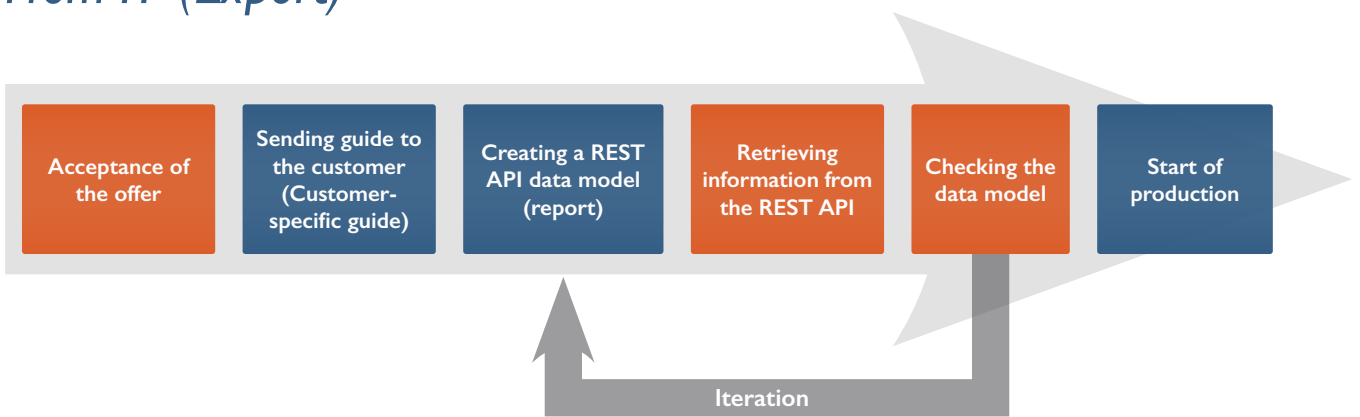 (Export)
Acceptance of
the offer
Sending guide to
the customer
(Customer-
specific guide)
Creating a REST
API data model
(report)
Retrieving
information from
the REST API
Checking the
data model
Start of
production
Iteration